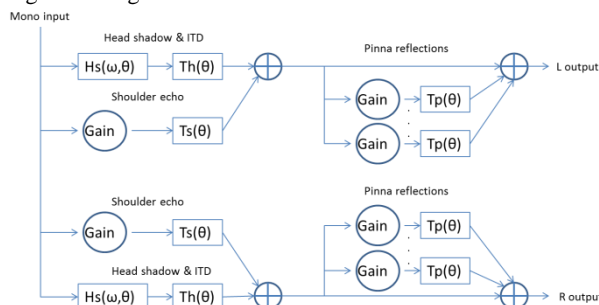 Mono input
Head shadow & ITD
Hs(ω,θ) Th(θ)
Shoulder echo
Gain Ts(θ)
Pinna reflections
L output
Gain Tp(θ)
Gain Tp(θ)
Shoulder echo
Gain Ts(θ)
Head shadow & ITD
Hs(ω,θ) Th(θ)
Pinna reflections
Gain Tp(θ)
Gain Tp(θ)
R output